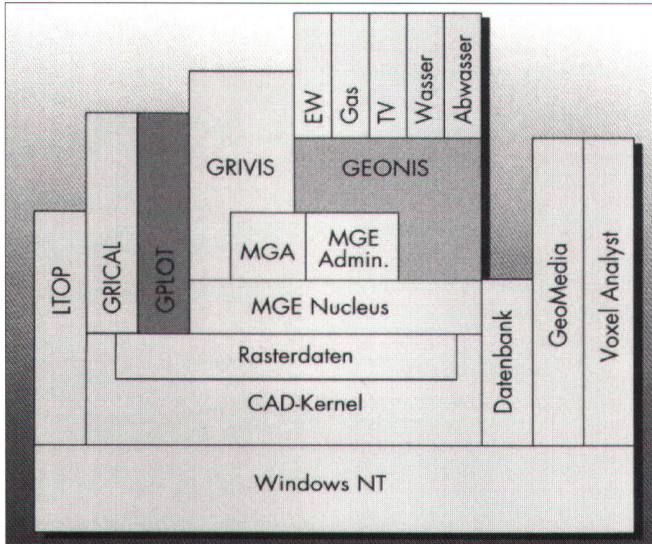 EW
Gas
TV
Wasser
Abwasser
GRIVIS
GEONIS
LTOP
GRICAL
GPLOT
MGA
MGE
Admin.
MGE Nucleus
Rasterdaten
CAD-Kernel
Datenbank
GeoMedia
Voxel Analyst
Windows NT